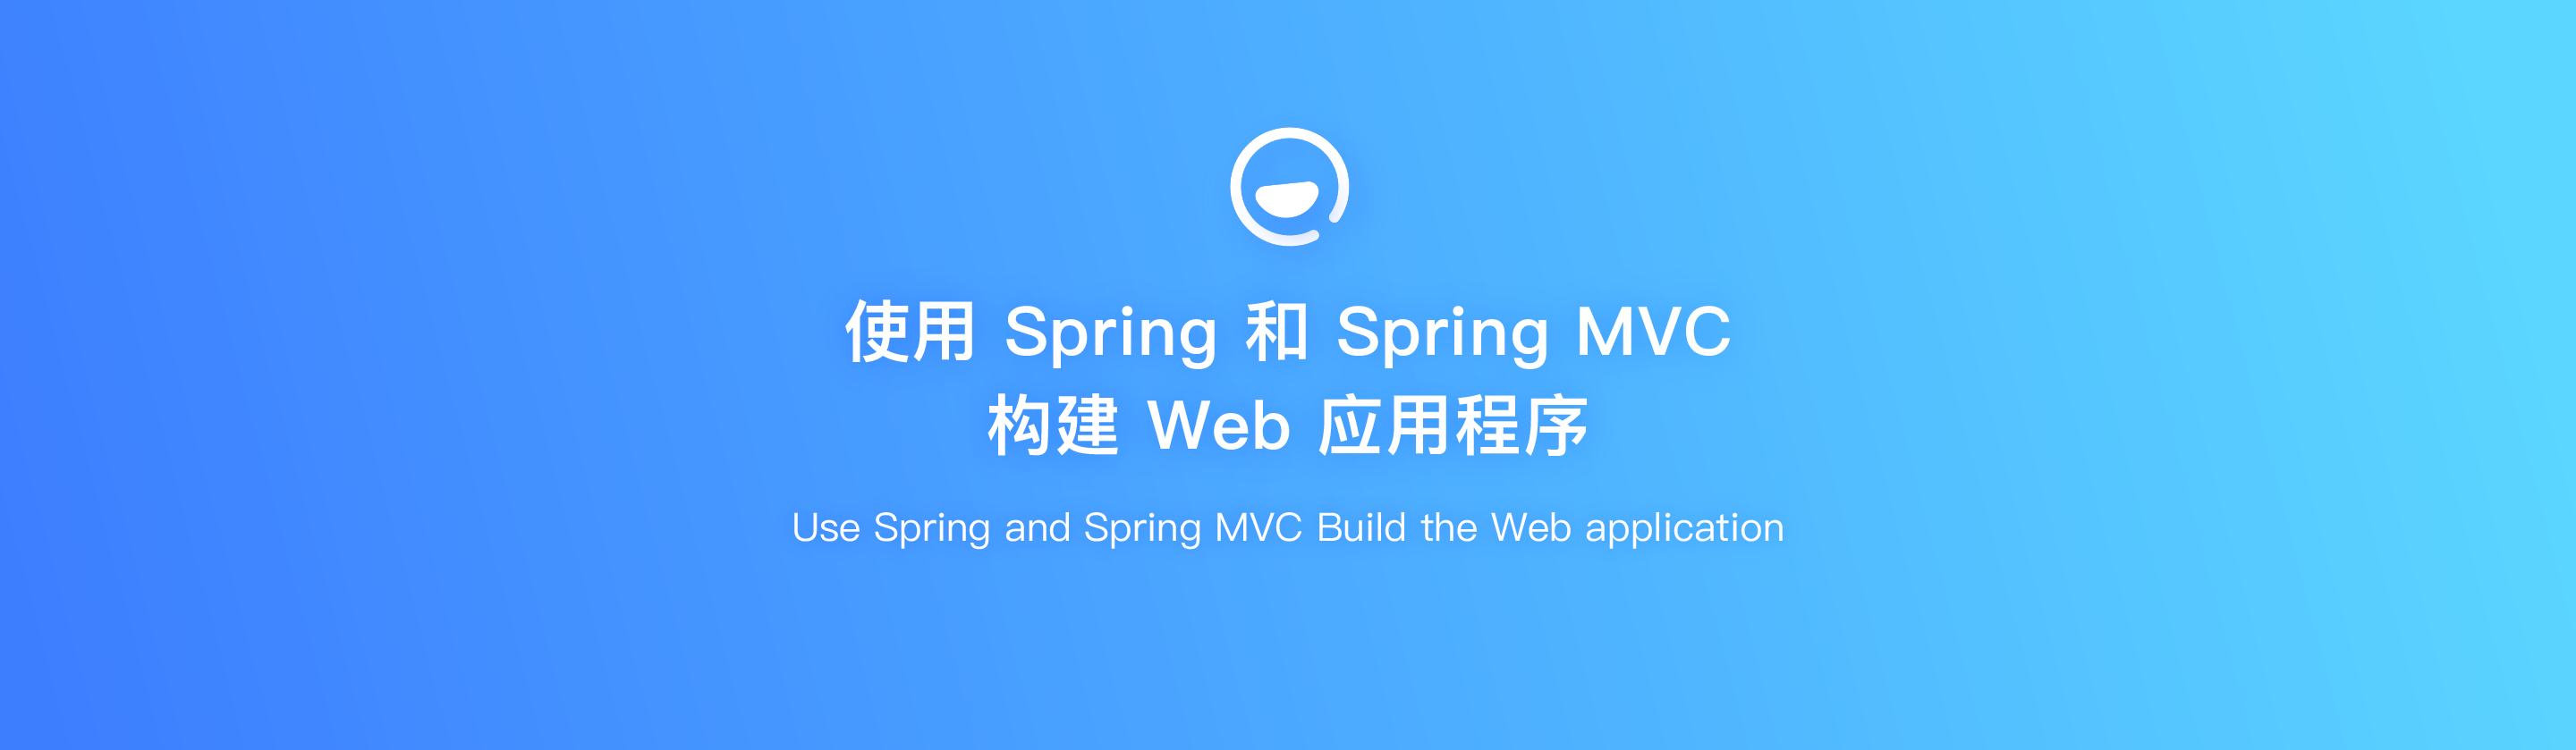 使用 Spring 和 Spring MVC
构建 Web 应用程序
Use Spring and Spring MVC Build the Web application